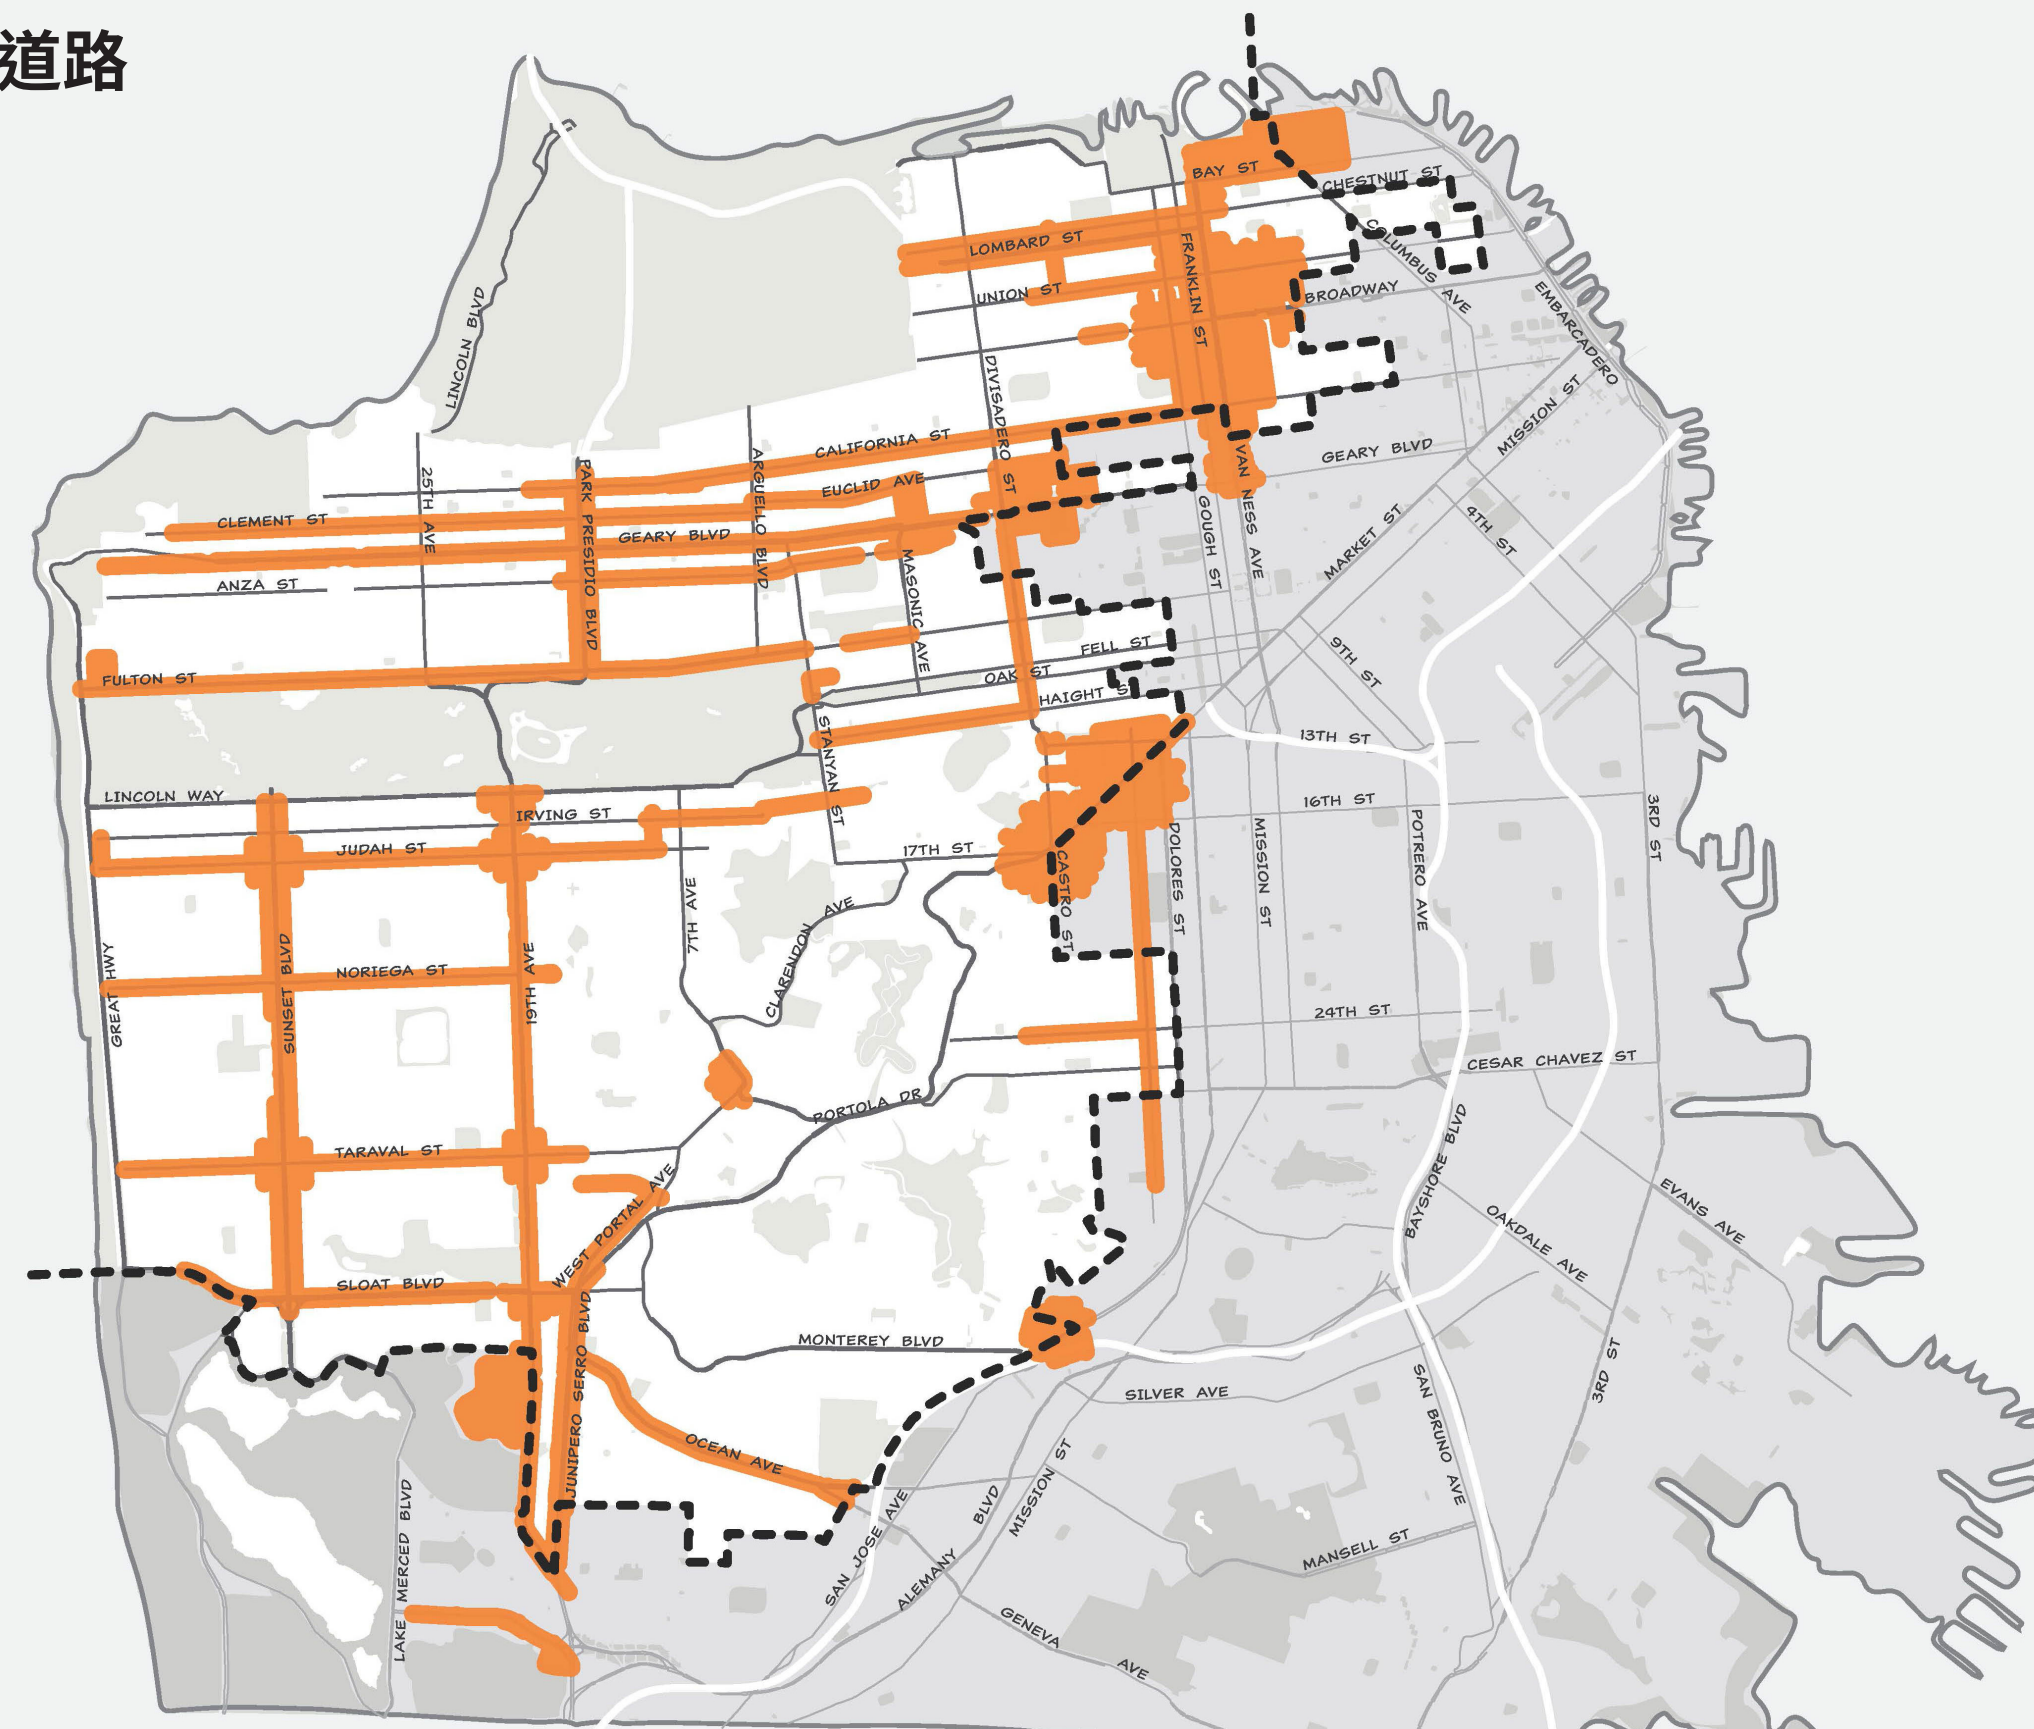 道路
BAY ST
CHESTNUT ST
COLUMBUS AVE
LOMBARD ST
FRANKLIN ST
UNION ST
BROADWAY
EMBARCADERO
LINCOLN BLVD
DIVISADERO ST
MISSION ST
CALIFORNIA ST
GEARY BLVD
VAN NESS AVE
25TH AVE
PARK PRESIDIO BLVD
ARGUELLO BLVD
EUCLID AVE
CLEMENT ST
GEARY BLVD
GOUGH ST
MARKET ST
4TH ST
ANZA ST
MASONIC AVE
FELL ST
9TH ST
OAK ST
FULTON ST
HAIGHT S
STANYAN ST
13TH ST
LINCOLN WAY
IRVING ST
16TH ST
3RD ST
JUDAH ST
17TH ST
CASTRO ST
DOLORES ST
MISSION ST
POTRERO AVE
7TH AVE
CLARENDON AVE
GREAT HWY
SUNSET BLVD
NORIEGA ST
19TH AVE
24TH ST
CESAR CHAVEZ ST
PORTOLA DR
TARAVAL ST
BAYSHORE BLVD
WEST PORTAL AVE
EVANS AVE
OAKDALE AVE
SLOAT BLVD
JUNIPERO SERRO BLVD
MONTEREY BLVD
3RD ST
SILVER AVE
SAN BRUNO AVE
OCEAN AVE
LAKE MERCED BLVD
MISSION ST
SAN JOSE AVE
ALEMANY BLVD
MANSELL ST
GENEVA AVE